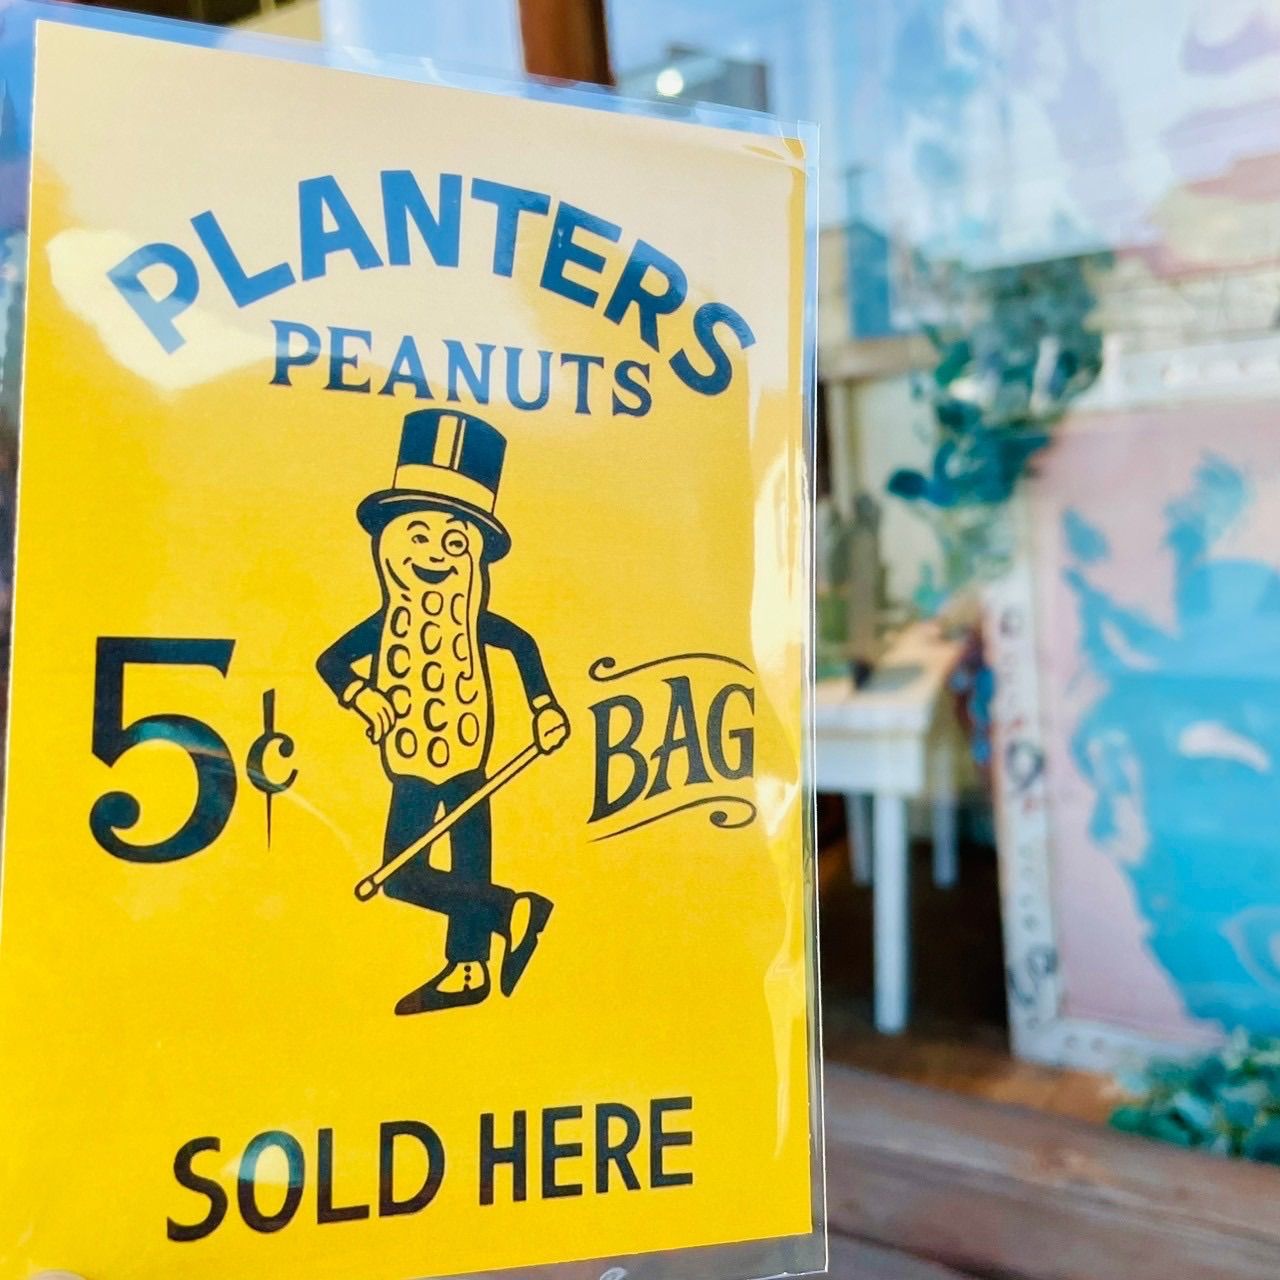 PLANTERS
PEANUTS
5¢
BAG
SOLD HERE